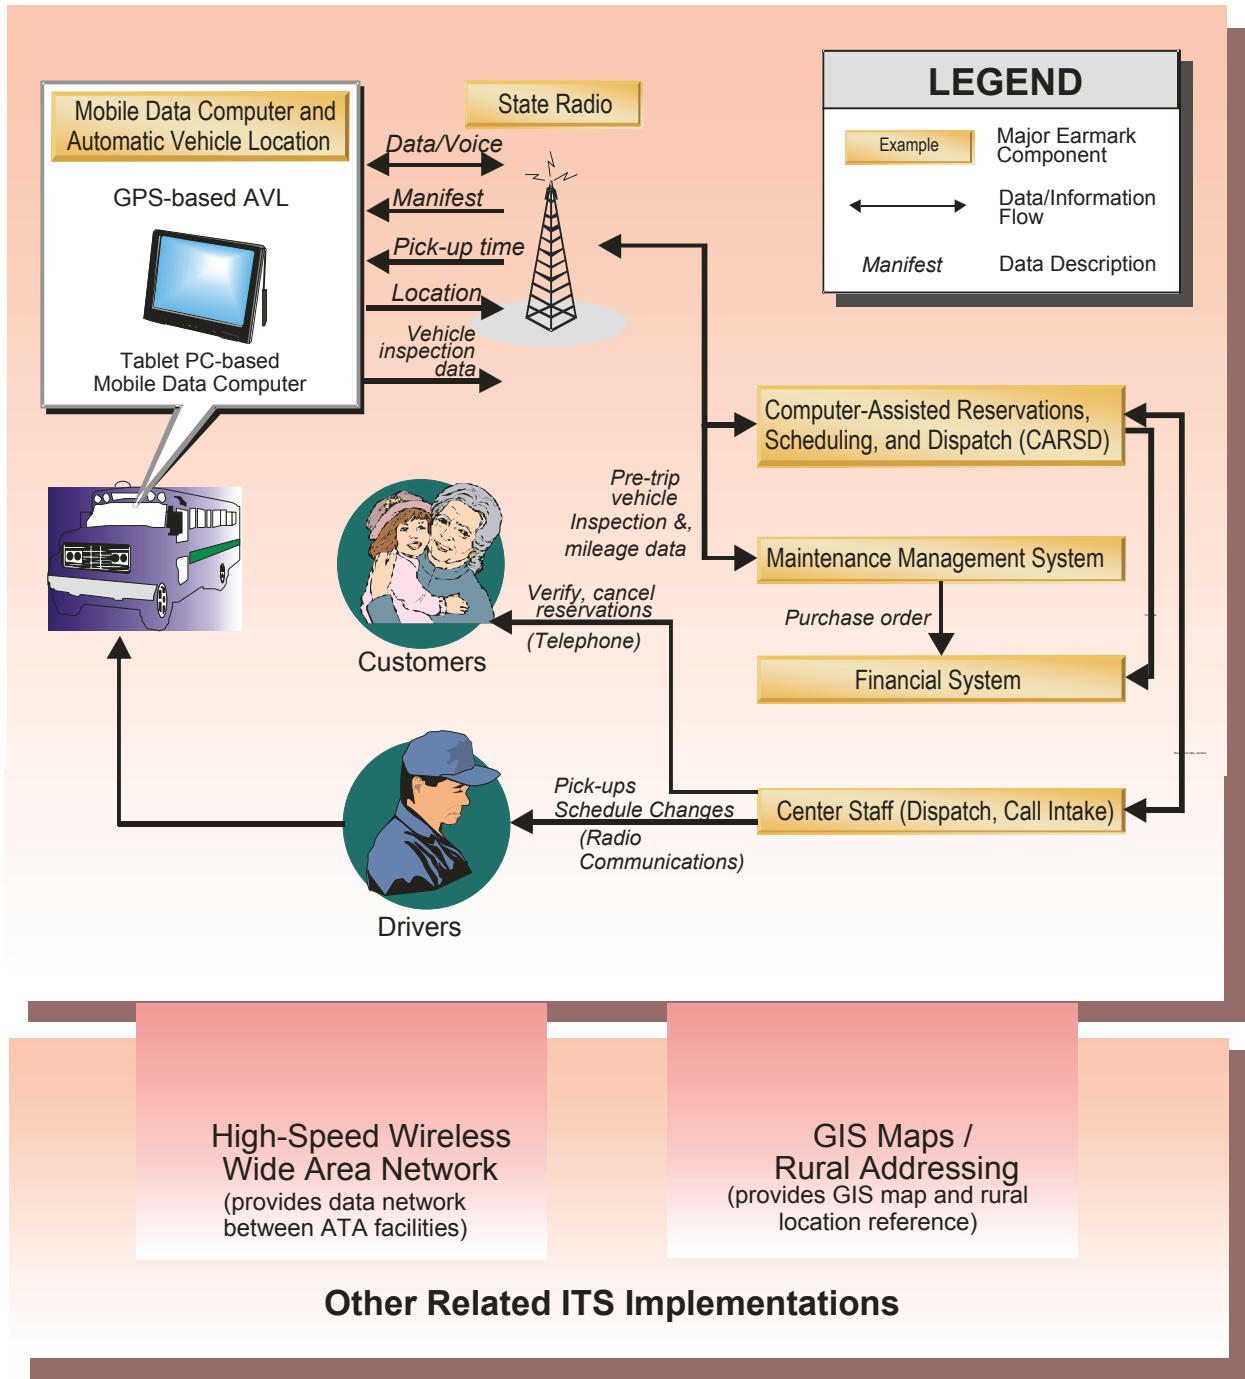 Mobile Data Computer and
Automatic Vehicle Location
GPS-based AVL
Tablet PC-based
Mobile Data Computer
State Radio
Data/Voice
Manifest
Pick-up time
Location
Vehicle
inspection
data
LEGEND
Example
Major Earmark
Component
Data/Information
Flow
Manifest
Data Description
Computer-Assisted Reservations,
Scheduling, and Dispatch (CARSD)
Pre-trip
vehicle
Inspection &,
mileage data
Maintenance Management System
Purchase order
Financial System
Verify, cancel
reservations
(Telephone)
Customers
Pick-ups
Schedule Changes
(Radio
Communications)
Center Staff (Dispatch, Call Intake)
Drivers
High-Speed Wireless
Wide Area Network
(provides data network
between ATA facilities)
GIS Maps /
Rural Addressing
(provides GIS map and rural
location reference)
Other Related ITS Implementations